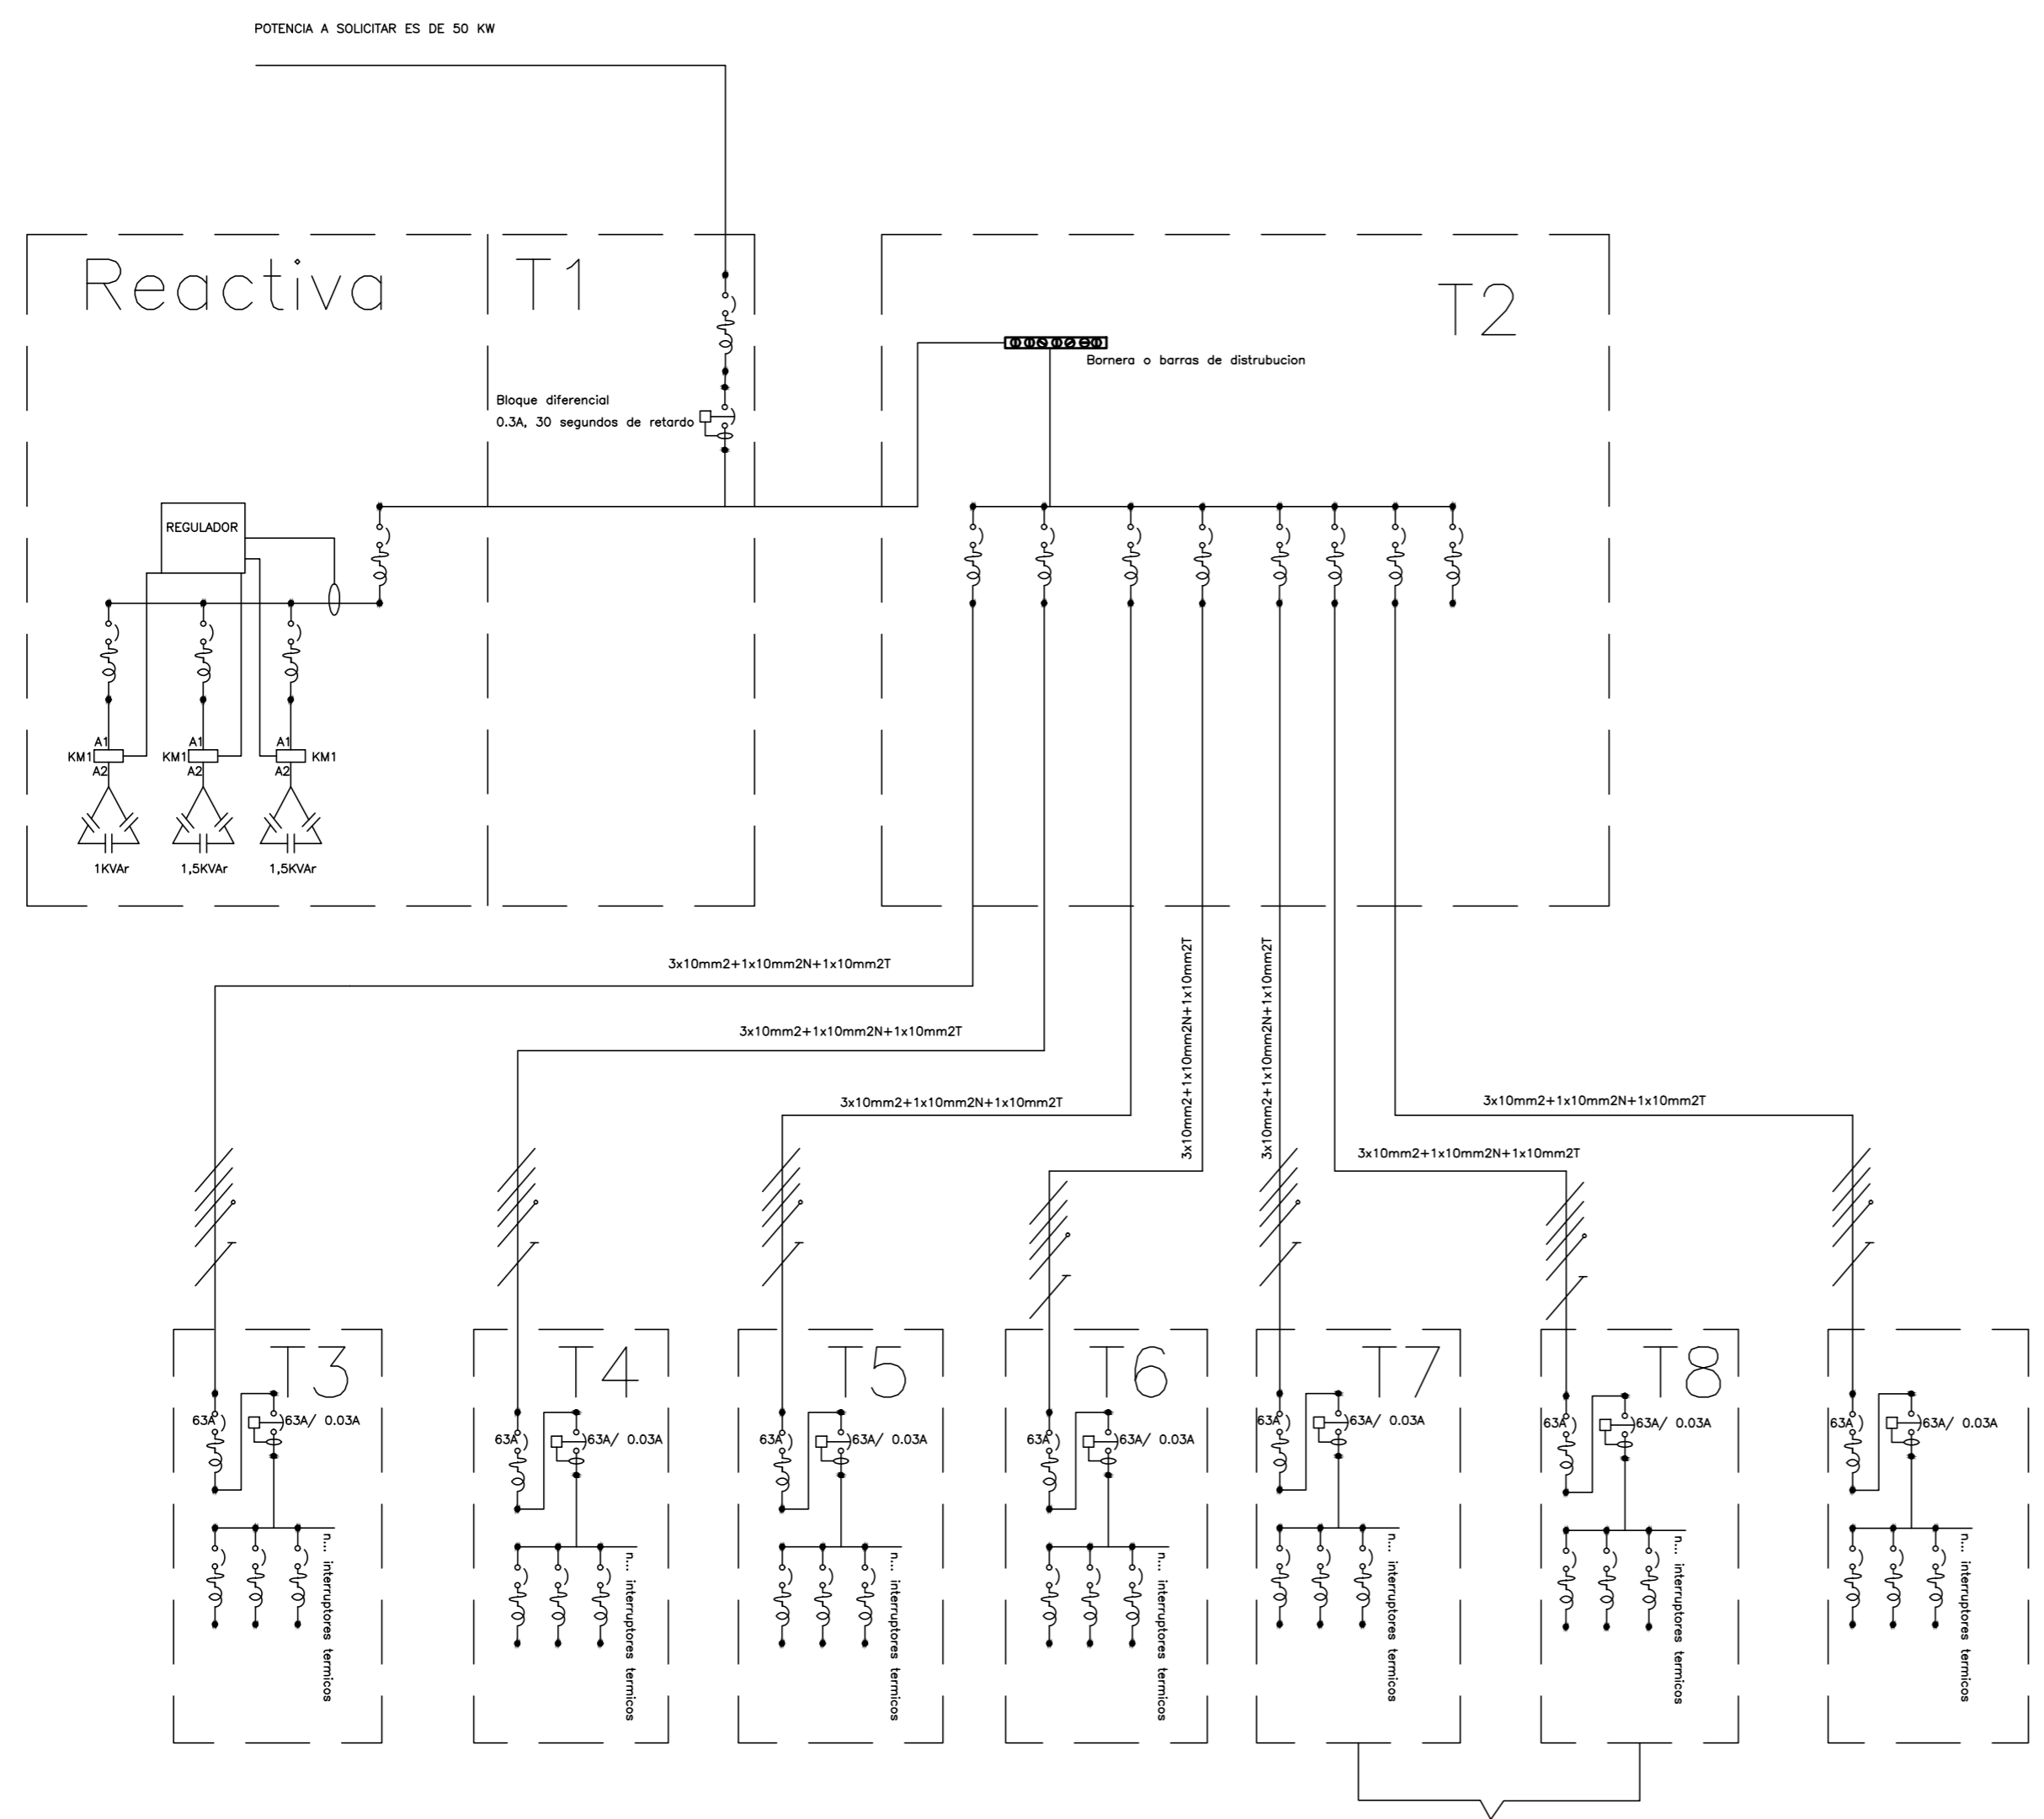 POTENCIA A SOLICITAR ES DE 50 KW
Reactiva
T1
T2
Bornera o barras de distrubucion
Bloque diferencial
0.3A, 30 segundos de retardo
REGULADOR
A1
A1
A1
KM1
KM1
KM1
A2
A2
A2
1KVAr
1,5KVAr
1,5KVAr
3x10mm2+1x10mm2N+1x10mm2T
3x10mm2+1x10mm2N+1x10mm2T
3x10mm2+1x10mm2N+1x10mm2T
3x10mm2+1x10mm2N+1x10mm2T
3x10mm2+1x10mm2N+1x10mm2T
3x10mm2+1x10mm2N+1x10mm2T
3x10mm2+1x10mm2N+1x10mm2T
T3
63A
63A/ 0.03A
n... interruptores termicos
T4
63A
63A/ 0.03A
n... interruptores termicos
T5
63A
63A/ 0.03A
n... interruptores termicos
T6
63A
63A/ 0.03A
n... interruptores termicos
T7
63A
63A/ 0.03A
n... interruptores termicos
T8
63A
63A/ 0.03A
n... interruptores termicos
63A
63A/ 0.03A
n... interruptores termicos